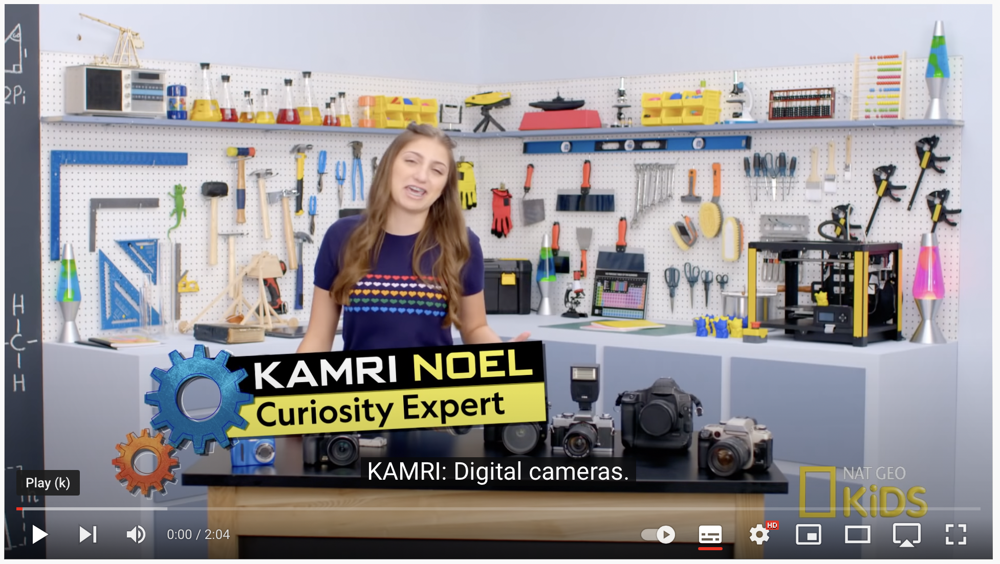 2Pi
H
-C-
H
KAMRI NOEL
Curiosity Expert
KAMRI: Digital cameras.
Play (k)
NAT GEO
KiDS
0:00 / 2:04
HD